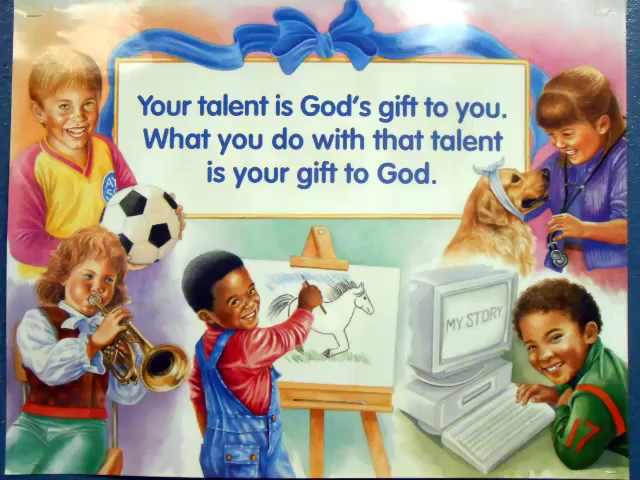 Your talent is God's gift to you.
What you do with that talent
is your gift to God.
MY STORY
17